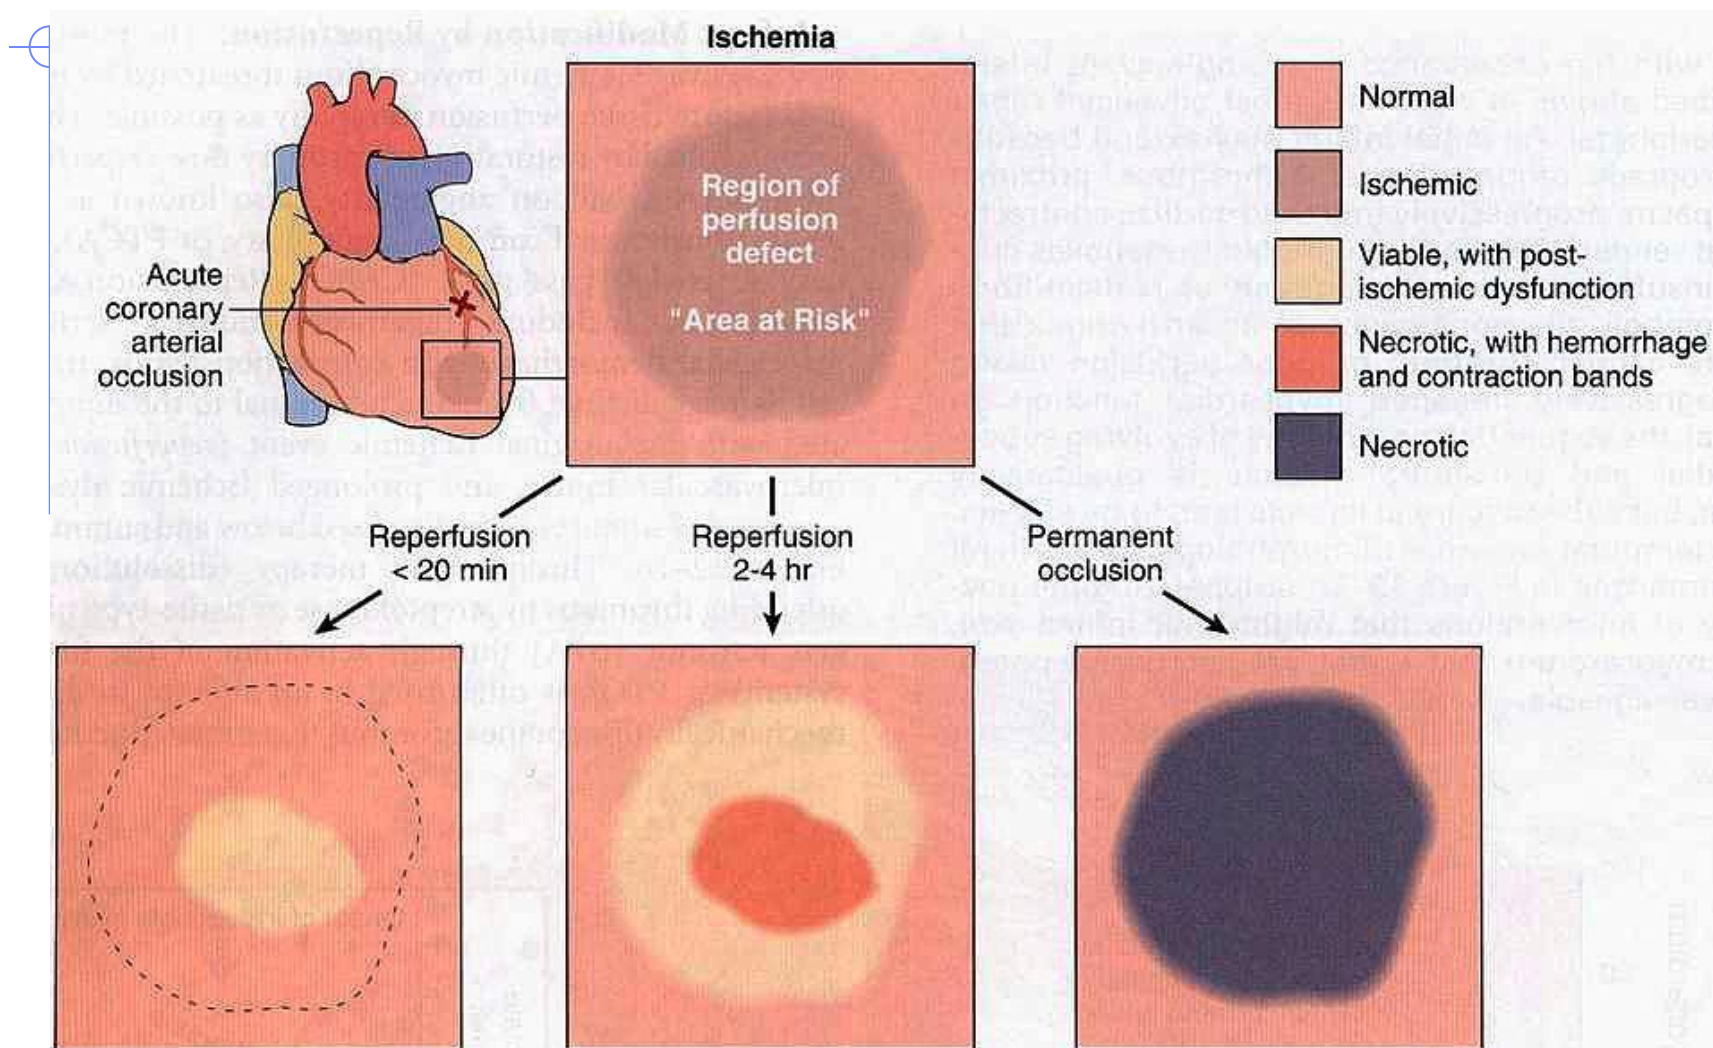 Ischemia
Region of
perfusion
defect
"Area at Risk"
Acute
coronary
arterial
occlusion
Normal
Ischemic
Viable, with post-
ischemic dysfunction
Necrotic, with hemorrhage
and contraction bands
Necrotic
Reperfusion
< 20 min
Reperfusion
2-4 hr
Permanent
occlusion